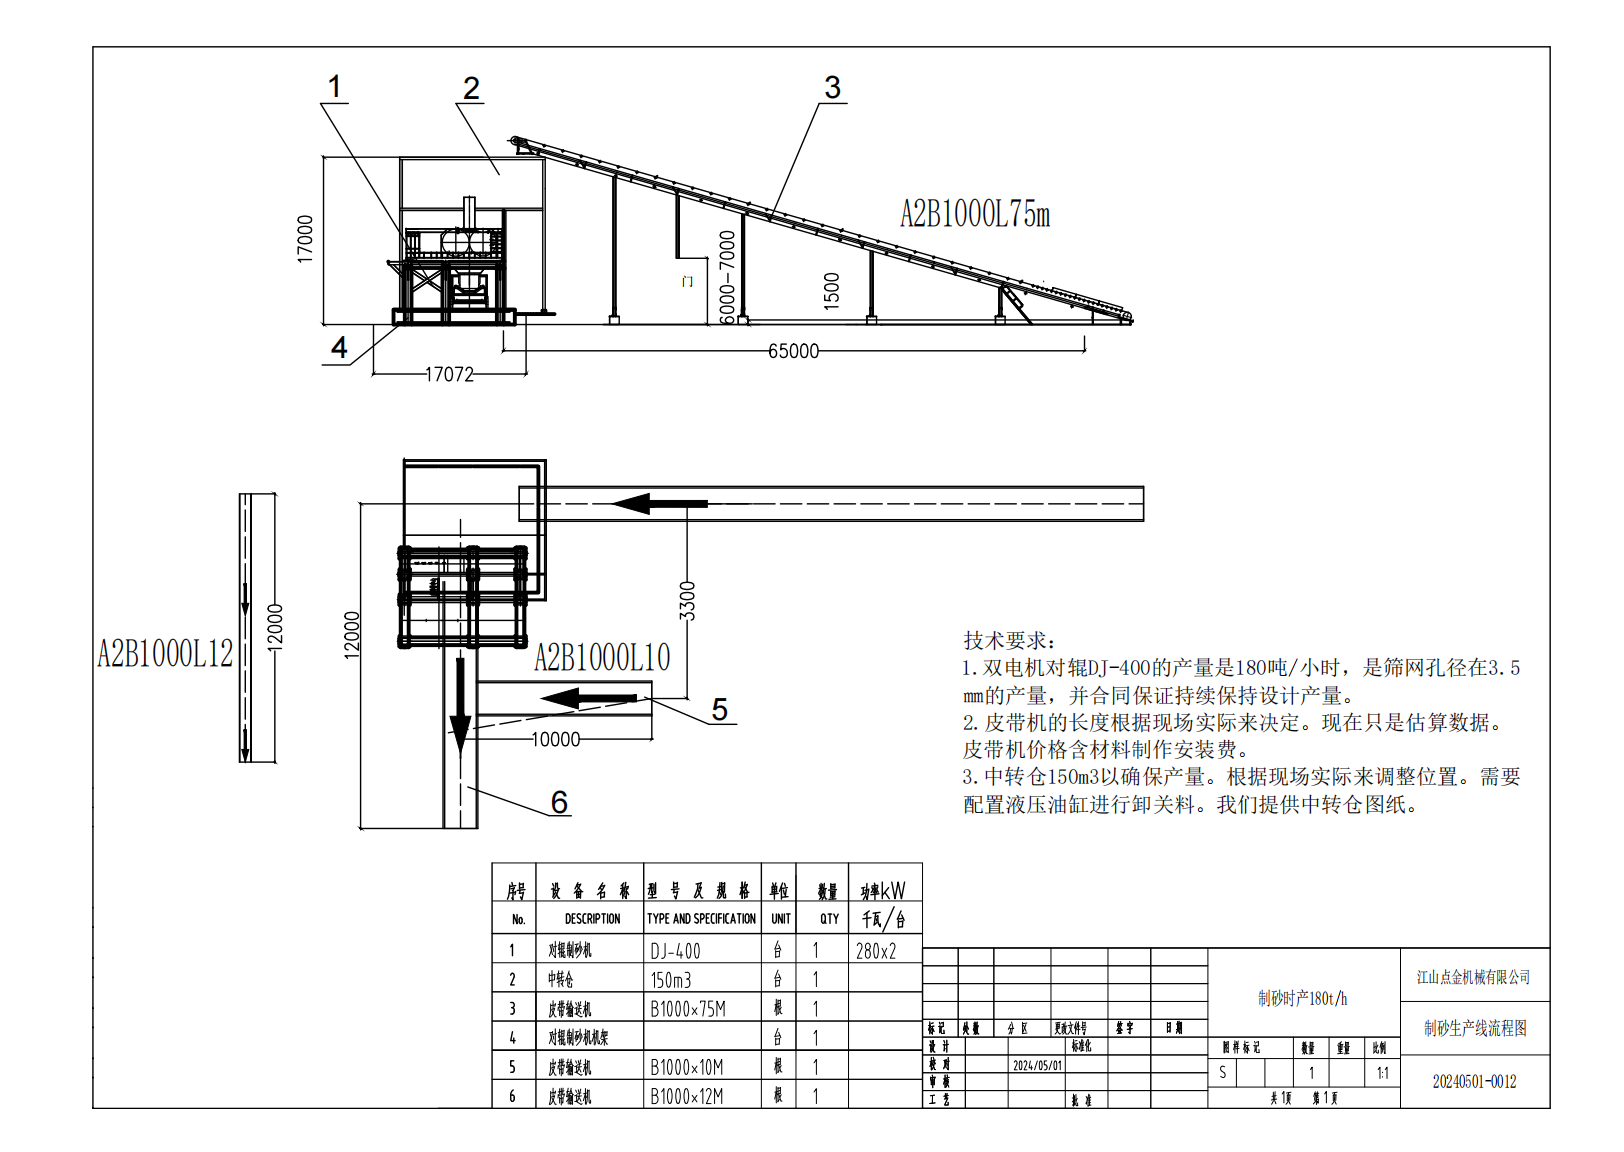 1
2
3
17000
A2B1000L75m
门
6000-7000
1500
4
65000
17072
A2B1000L12
12000
12000
3300
A2B1000L10
5
10000
6
技术要求：
1.双电机对辊DJ-400的产量是180吨/小时，是筛网孔径在3.5
mm的产量，并合同保证持续保持设计产量。
2.皮带机的长度根据现场实际来决定。现在只是估算数据。
皮带机价格含材料制作安装费。
3.中转仓150m3以确保产量。根据现场实际来调整位置。需要
配置液压油缸进行卸关料。我们提供中转仓图纸。
序号 设备名称 型号及规格 单位 数量 功率kW
No. DESCRIPTION TYPE AND SPECIFICATION UNIT QTY 千瓦/台
1 对辊制砂机 DJ-400 台 1 280x2
2 中转仓 150m3 台 1
3 皮带输送机 B1000×75M 根 1
4 对辊制砂机机架 台 1
5 皮带输送机 B1000×10M 根 1
6 皮带输送机 B1000×12M 根 1
标记 处数 分区 更改文件号 签字 日期
设计 标准化
校对 2024/05/01
审核
工艺 批准
制砂时产180t/h
图样标记 数量 重量 比例
S 1 1:1
共1页 第1页
江山点金机械有限公司
制砂生产线流程图
20240501-0012